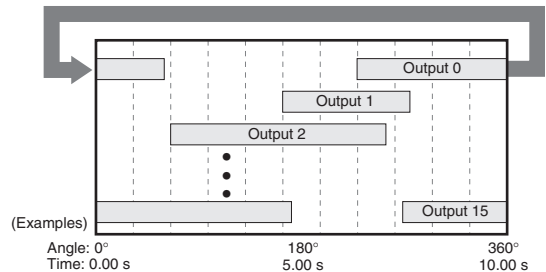 Output 0
Output 1
Output 2
Output 15
(Examples)
Angle: 0° 180° 360°
Time: 0.00 s 5.00 s 10.00 s